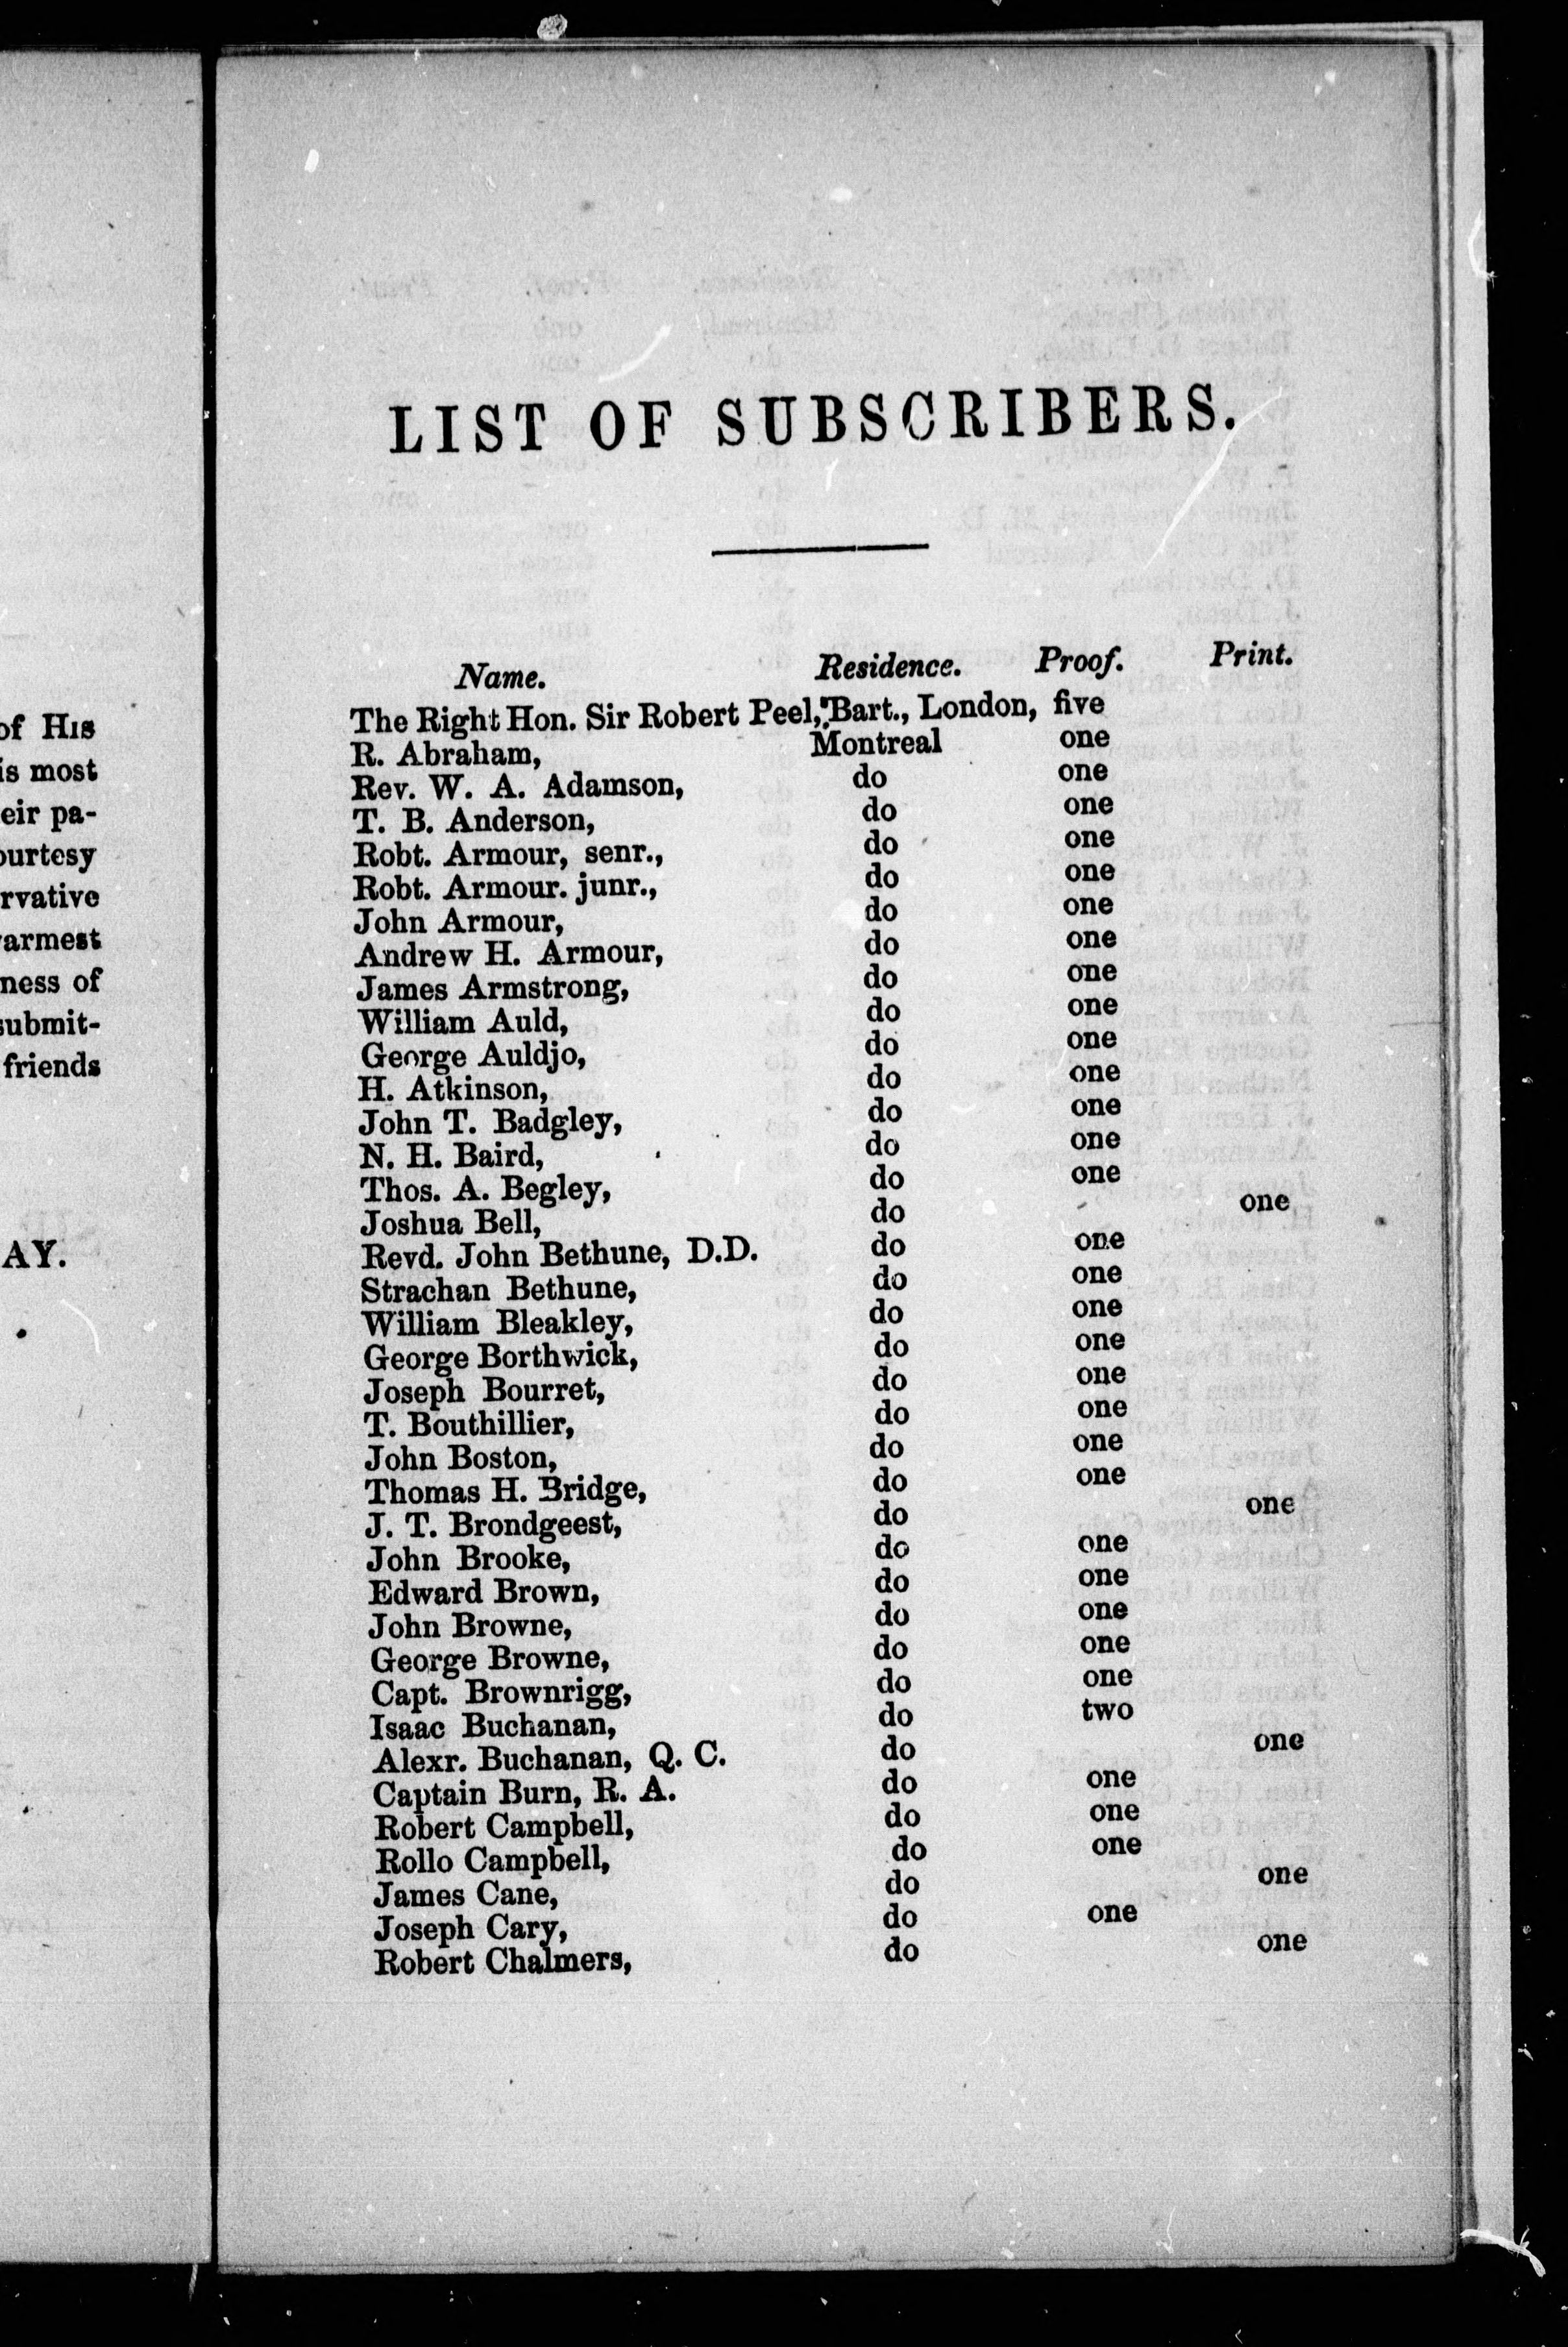 of His
is most
eir pa-
ourtesy
rvative
armest
ness of
submit-
friends
AY.
LIST OF SUBSCRIBERS.
Name. Residence. Proof. Print.
The Right Hon. Sir Robert Peel, Bart., London, five
R. Abraham, Montreal one
Rev. W. A. Adamson, do one
T. B. Anderson, do one
Robt. Armour, senr., do one
Robt. Armour. junr., do one
John Armour, do one
Andrew H. Armour, do one
James Armstrong, do one
William Auld, do one
George Auldjo, do one
H. Atkinson, do one
John T. Badgley, do one
N. H. Baird, do one
Thos. A. Begley, do one
Joshua Bell, do one
Revd. John Bethune, D.D. do one
Strachan Bethune, do one
William Bleakley, do one
George Borthwick, do one
Joseph Bourret, do one
T. Bouthillier, do one
John Boston, do one
Thomas H. Bridge, do one
J. T. Brondgeest, do one
John Brooke, do one
Edward Brown, do one
John Browne, do one
George Browne, do one
Capt. Brownrigg, do one
Isaac Buchanan, do two
Alexr. Buchanan, Q. C. do one
Captain Burn, R. A. do one
Robert Campbell, do one
Rollo Campbell, do one
James Cane, do one
Joseph Cary, do one
Robert Chalmers, do one